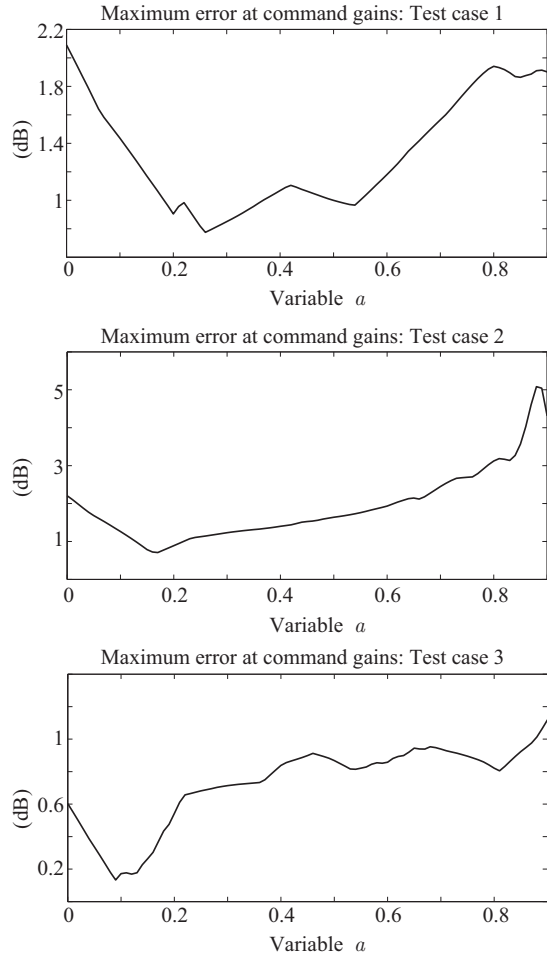 Maximum error at command gains: Test case 1
2.2
1.8
1.4
1
(dB)
0 0.2 0.4 0.6 0.8
Variable a
Maximum error at command gains: Test case 2
5
3
1
(dB)
0 0.2 0.4 0.6 0.8
Variable a
Maximum error at command gains: Test case 3
1
0.6
0.2
(dB)
0 0.2 0.4 0.6 0.8
Variable a